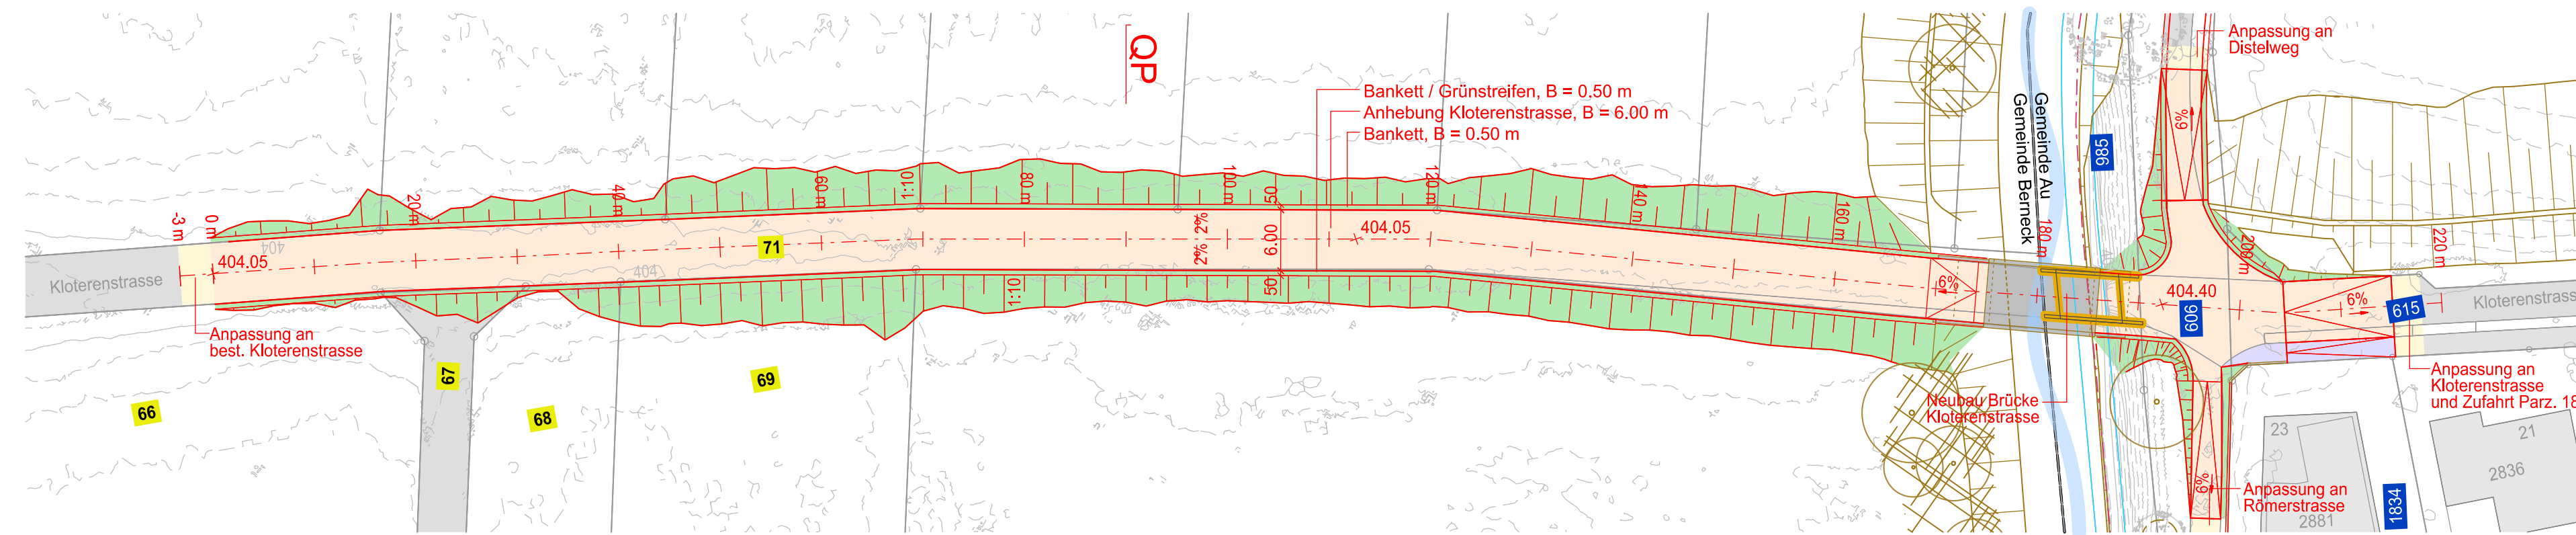 QP
Bankett / Grünstreifen, B = 0.50 m
Anhebung Kloterenstrasse, B = 6.00 m
Bankett, B = 0.50 m
Anpassung an
Distelweg
Gemeinde Au
Gemeinde Berneck
985
6%
-3 m
0 m
20 m
40 m
60 m
1:10
80 m
100 m
50
120 m
140 m
160 m
180 m
200 m
220 m
404
404.05
Kloterenstrasse
71
404
2% 2%
6.00
404.05
1:10
50
6%
404.40
606
6%
615
Kloterenstrass
Anpassung an
best. Kloterenstrasse
67
66
68
69
Neubau Brücke
Kloterenstrasse
Anpassung an
Kloterenstrasse
und Zufahrt Parz. 18
23
21
2836
6%
Anpassung an
Römerstrasse
2881
1834